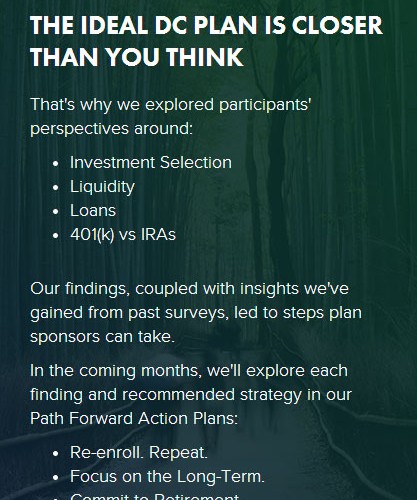 THE IDEAL DC PLAN IS CLOSER
THAN YOU THINK
That's why we explored participants'
perspectives around:
• Investment Selection
• Liquidity
• Loans
• 401(k) vs IRAs
Our findings, coupled with insights we've
gained from past surveys, led to steps plan
sponsors can take.
In the coming months, we'll explore each
finding and recommended strategy in our
Path Forward Action Plans:
• Re-enroll. Repeat.
• Focus on the Long-Term.
• Commit to Retirement